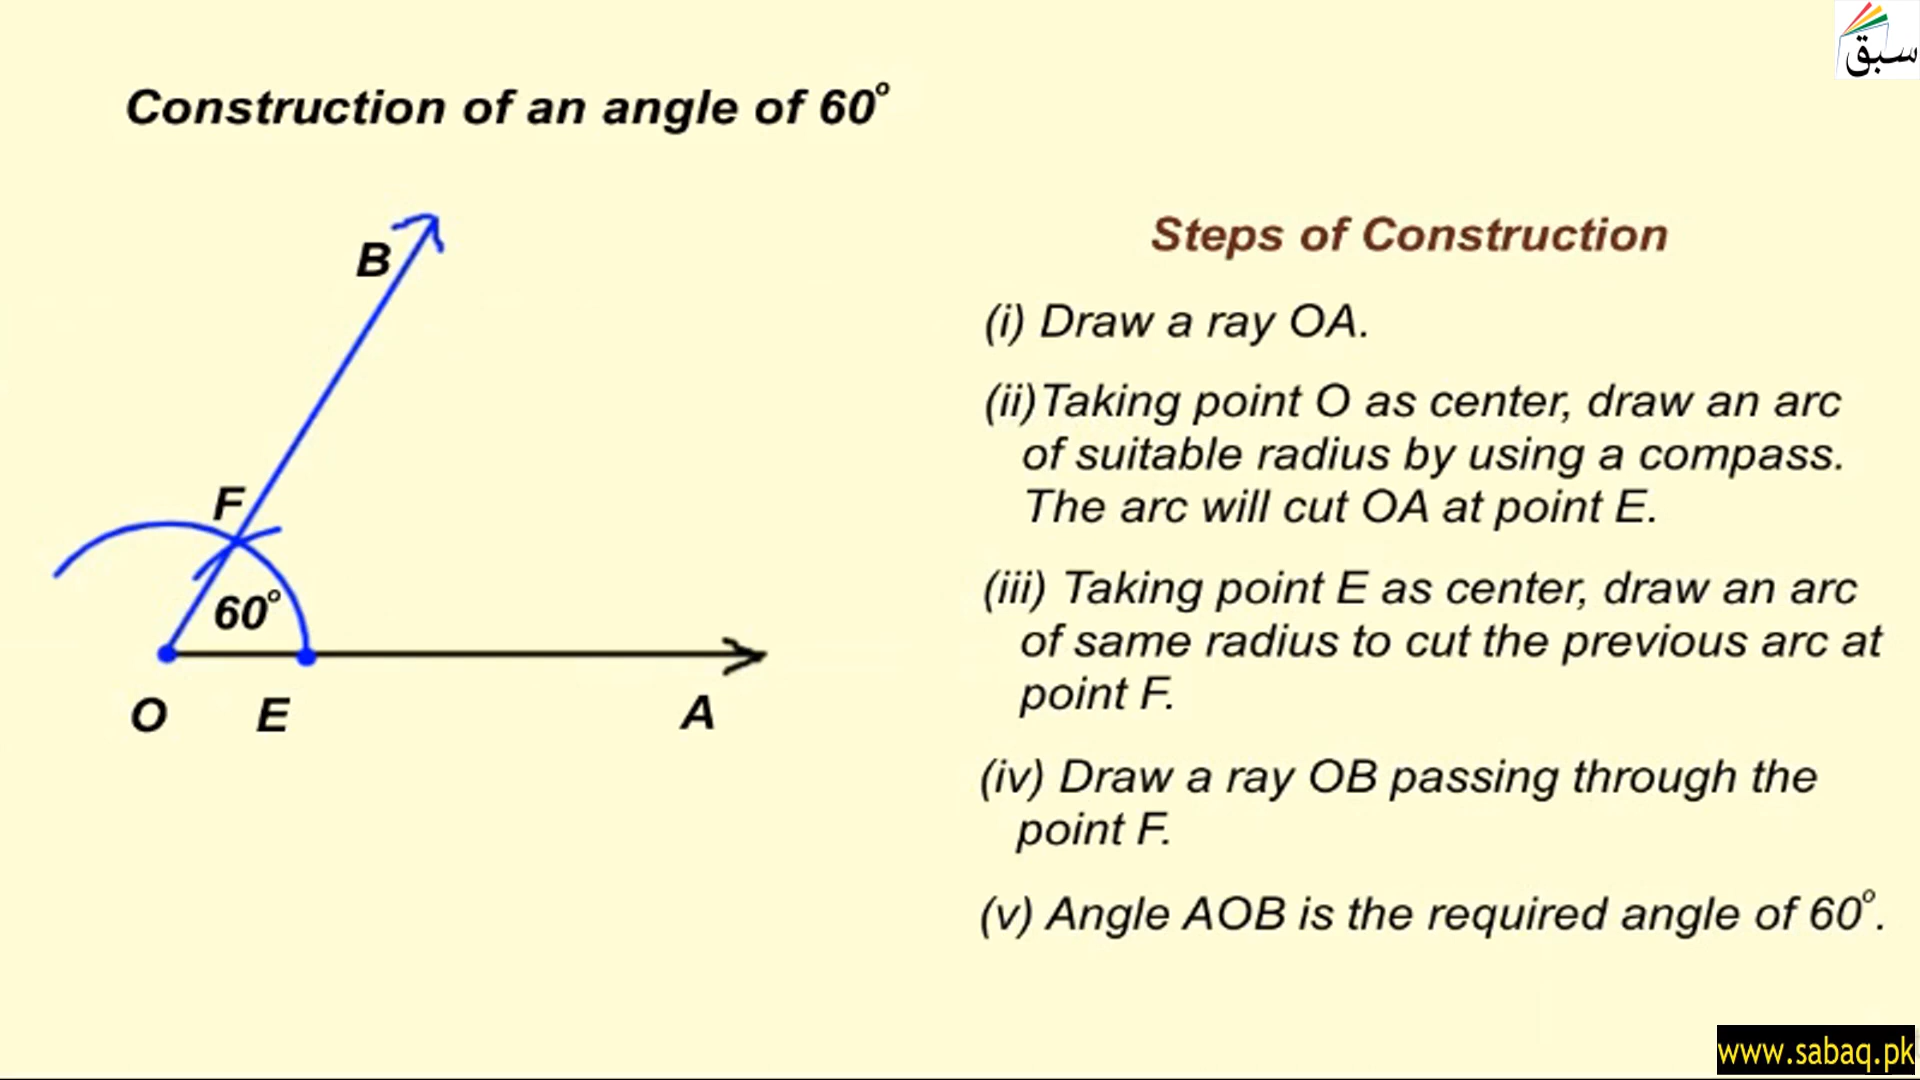 سبق
Construction of an angle of 60°
B
F
60°
O E A
Steps of Construction
(i) Draw a ray OA.
(ii)Taking point O as center, draw an arc
of suitable radius by using a compass.
The arc will cut OA at point E.
(iii) Taking point E as center, draw an arc
of same radius to cut the previous arc at
point F.
(iv) Draw a ray OB passing through the
point F.
(v) Angle AOB is the required angle of 60°.
www.sabaq.pk